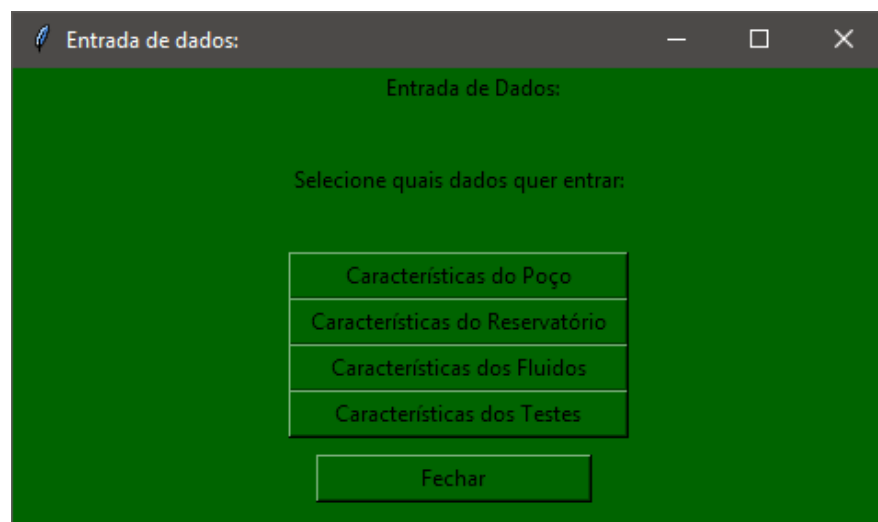 Entrada de dados:
Entrada de Dados:
Selecione quais dados quer entrar:
Características do Poço
Características do Reservatório
Características dos Fluidos
Características dos Testes
Fechar